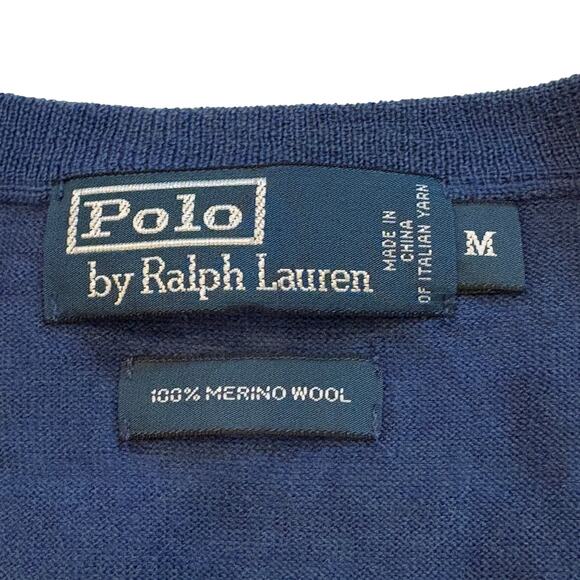 Polo
by Ralph Lauren
MADE IN
CHINA
OF ITALIAN YARN
M
100% MERINO WOOL